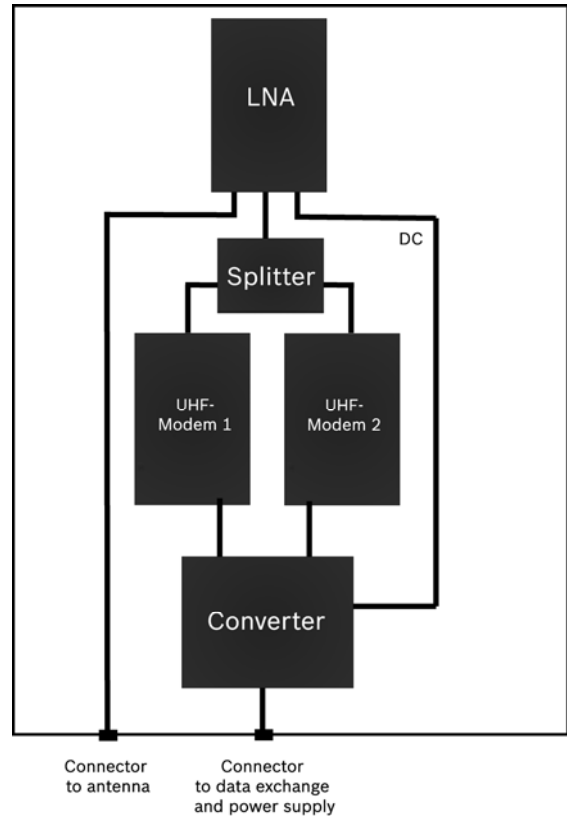 LNA
DC
Splitter
UHF-
Modem 1
UHF-
Modem 2
Converter
Connector
to antenna
Connector
to data exchange
and power supply